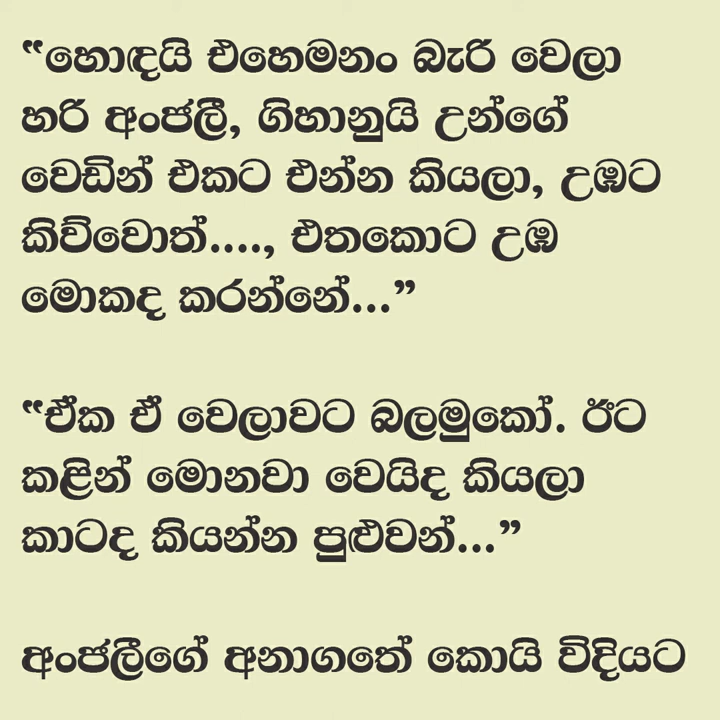 “හොඳයි එහෙමනං බැරි වෙලා
හරි අංජලී, ගිහානුයි උන්ගේ
වෙඩින් එකට එන්න කියලා, උඹට
කිව්වොත්...., එතකොට උඹ
මොකද කරන්නේ...”
“ඒක ඒ වෙලාවට බලමුකෝ. ඊට
කළින් මොනවා වෙයිද කියලා
කාටද කියන්න පුළුවන්...”
අංජලීගේ අනාගතේ කොයි විදියට